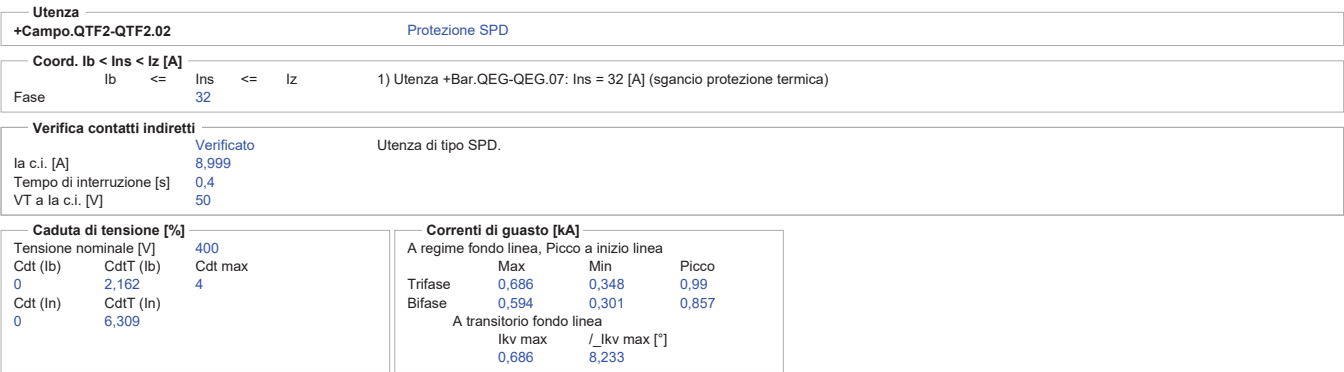 Utenza
+Campo.QTF2-QTF2.02 Protezione SPD
Coord. Ib < Ins < Iz [A]
Ib <= Ins <= Iz 1) Utenza +Bar.QEG-QEG.07: Ins = 32 [A] (sgancio protezione termica)
Fase 32
Verifica contatti indiretti
Verificato Utenza di tipo SPD.
Ia c.i. [A] 8,999
Tempo di interruzione [s] 0,4
VT a Ia c.i. [V] 50
Caduta di tensione [%]
Tensione nominale [V] 400
Cdt (Ib) CdtT (Ib) Cdt max
0 2,162 4
Cdt (In) CdtT (In)
0 6,309
Correnti di guasto [kA]
A regime fondo linea, Picco a inizio linea
Max Min Picco
Trifase 0,686 0,348 0,99
Bifase 0,594 0,301 0,857
A transitorio fondo linea
Ikv max /_Ikv max [°]
0,686 8,233